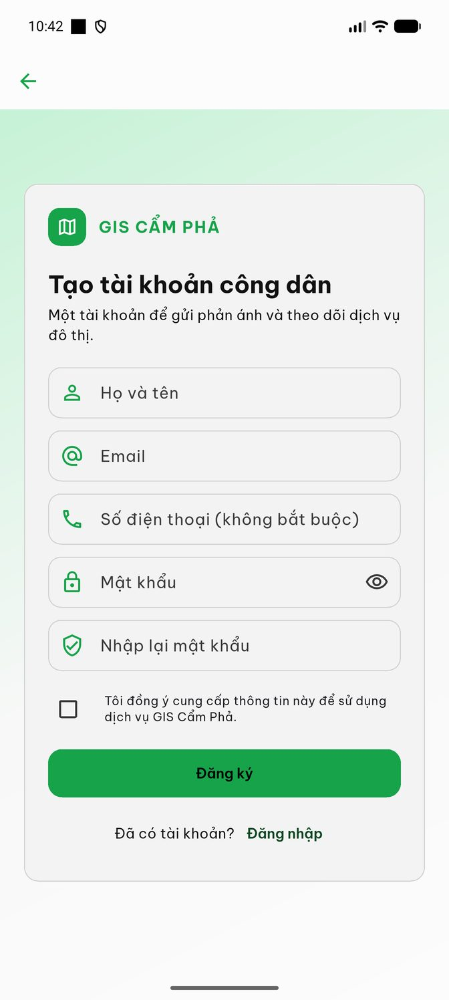 10:42
GIS CẨM PHẢ
Tạo tài khoản công dân
Một tài khoản để gửi phản ánh và theo dõi dịch vụ
đô thị.
Họ và tên
Email
Số điện thoại (không bắt buộc)
Mật khẩu
Nhập lại mật khẩu
Tôi đồng ý cung cấp thông tin này để sử dụng
dịch vụ GIS Cẩm Phả.
Đăng ký
Đã có tài khoản? Đăng nhập